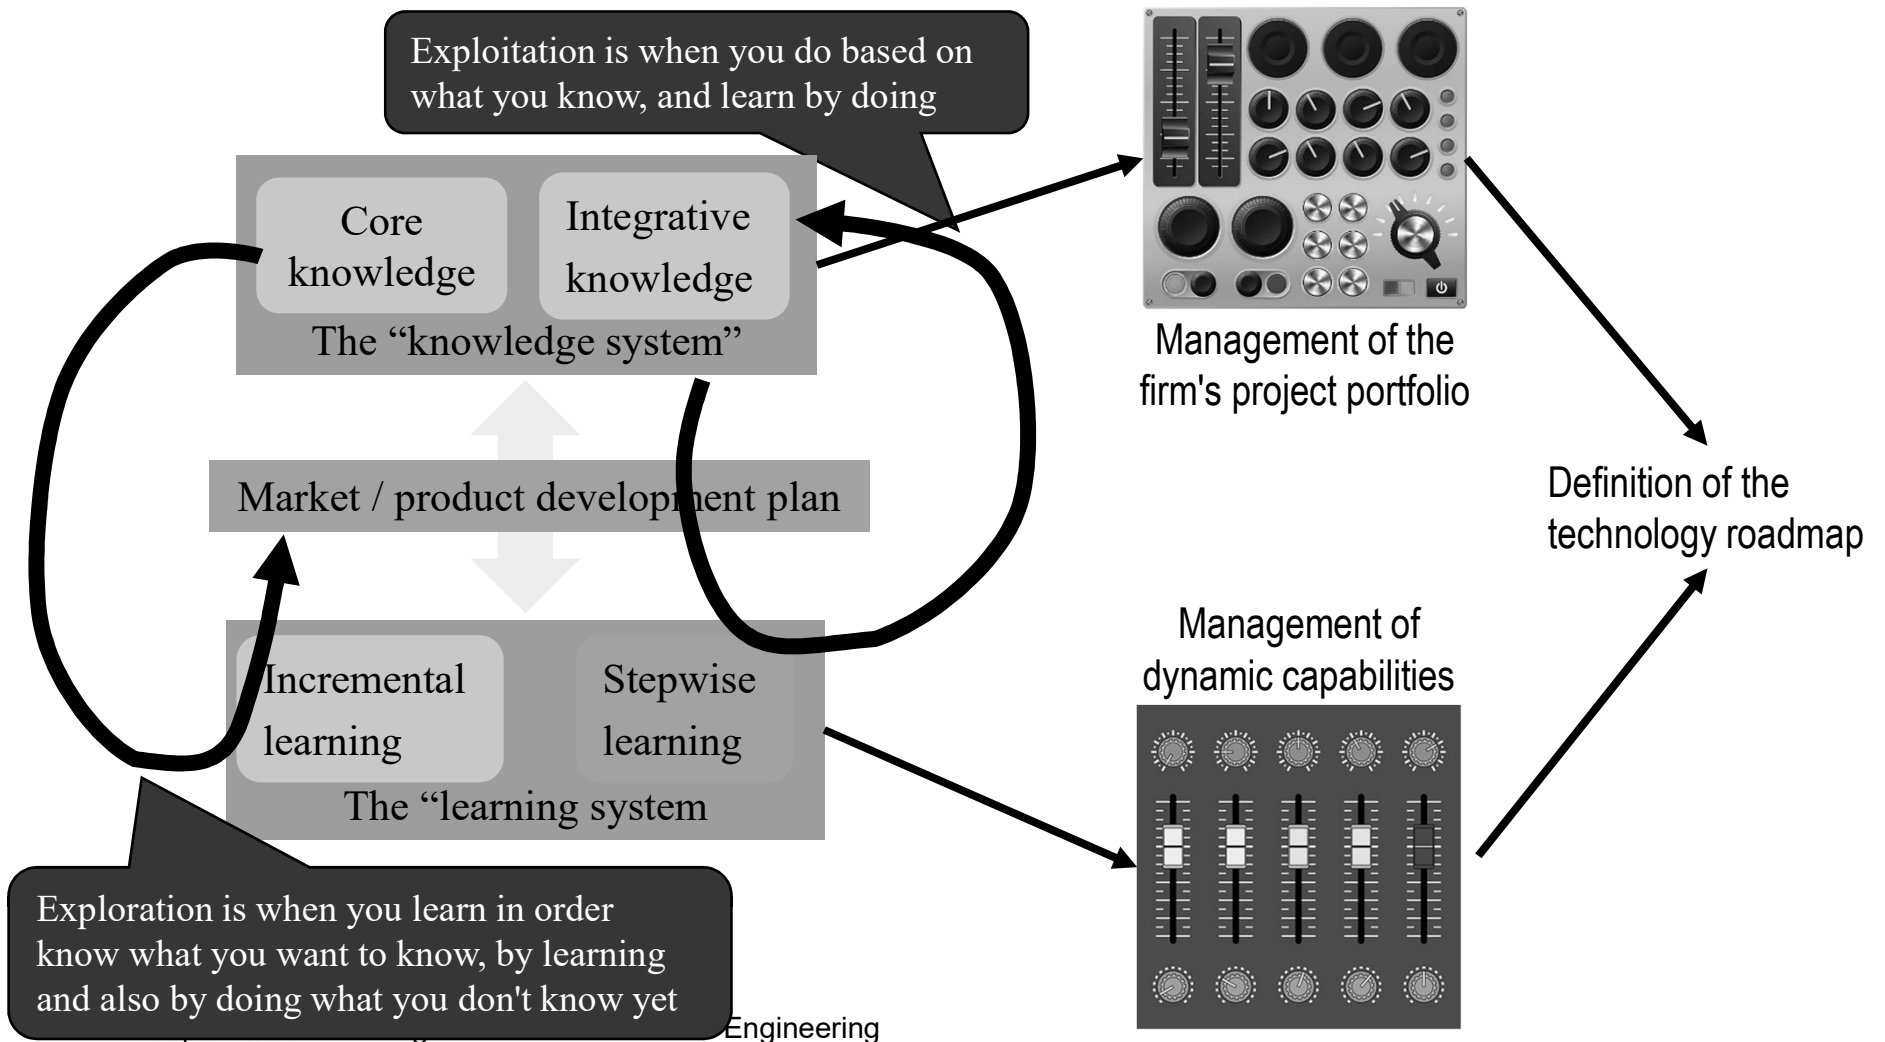 Exploitation is when you do based on
what you know, and learn by doing
Core
knowledge
Integrative
knowledge
The “knowledge system”
Management of the
firm's project portfolio
Market / product development plan
Definition of the
technology roadmap
Incremental
learning
Stepwise
learning
The “learning system
Management of
dynamic capabilities
Exploration is when you learn in order
know what you want to know, by learning
and also by doing what you don't know yet
Engineering